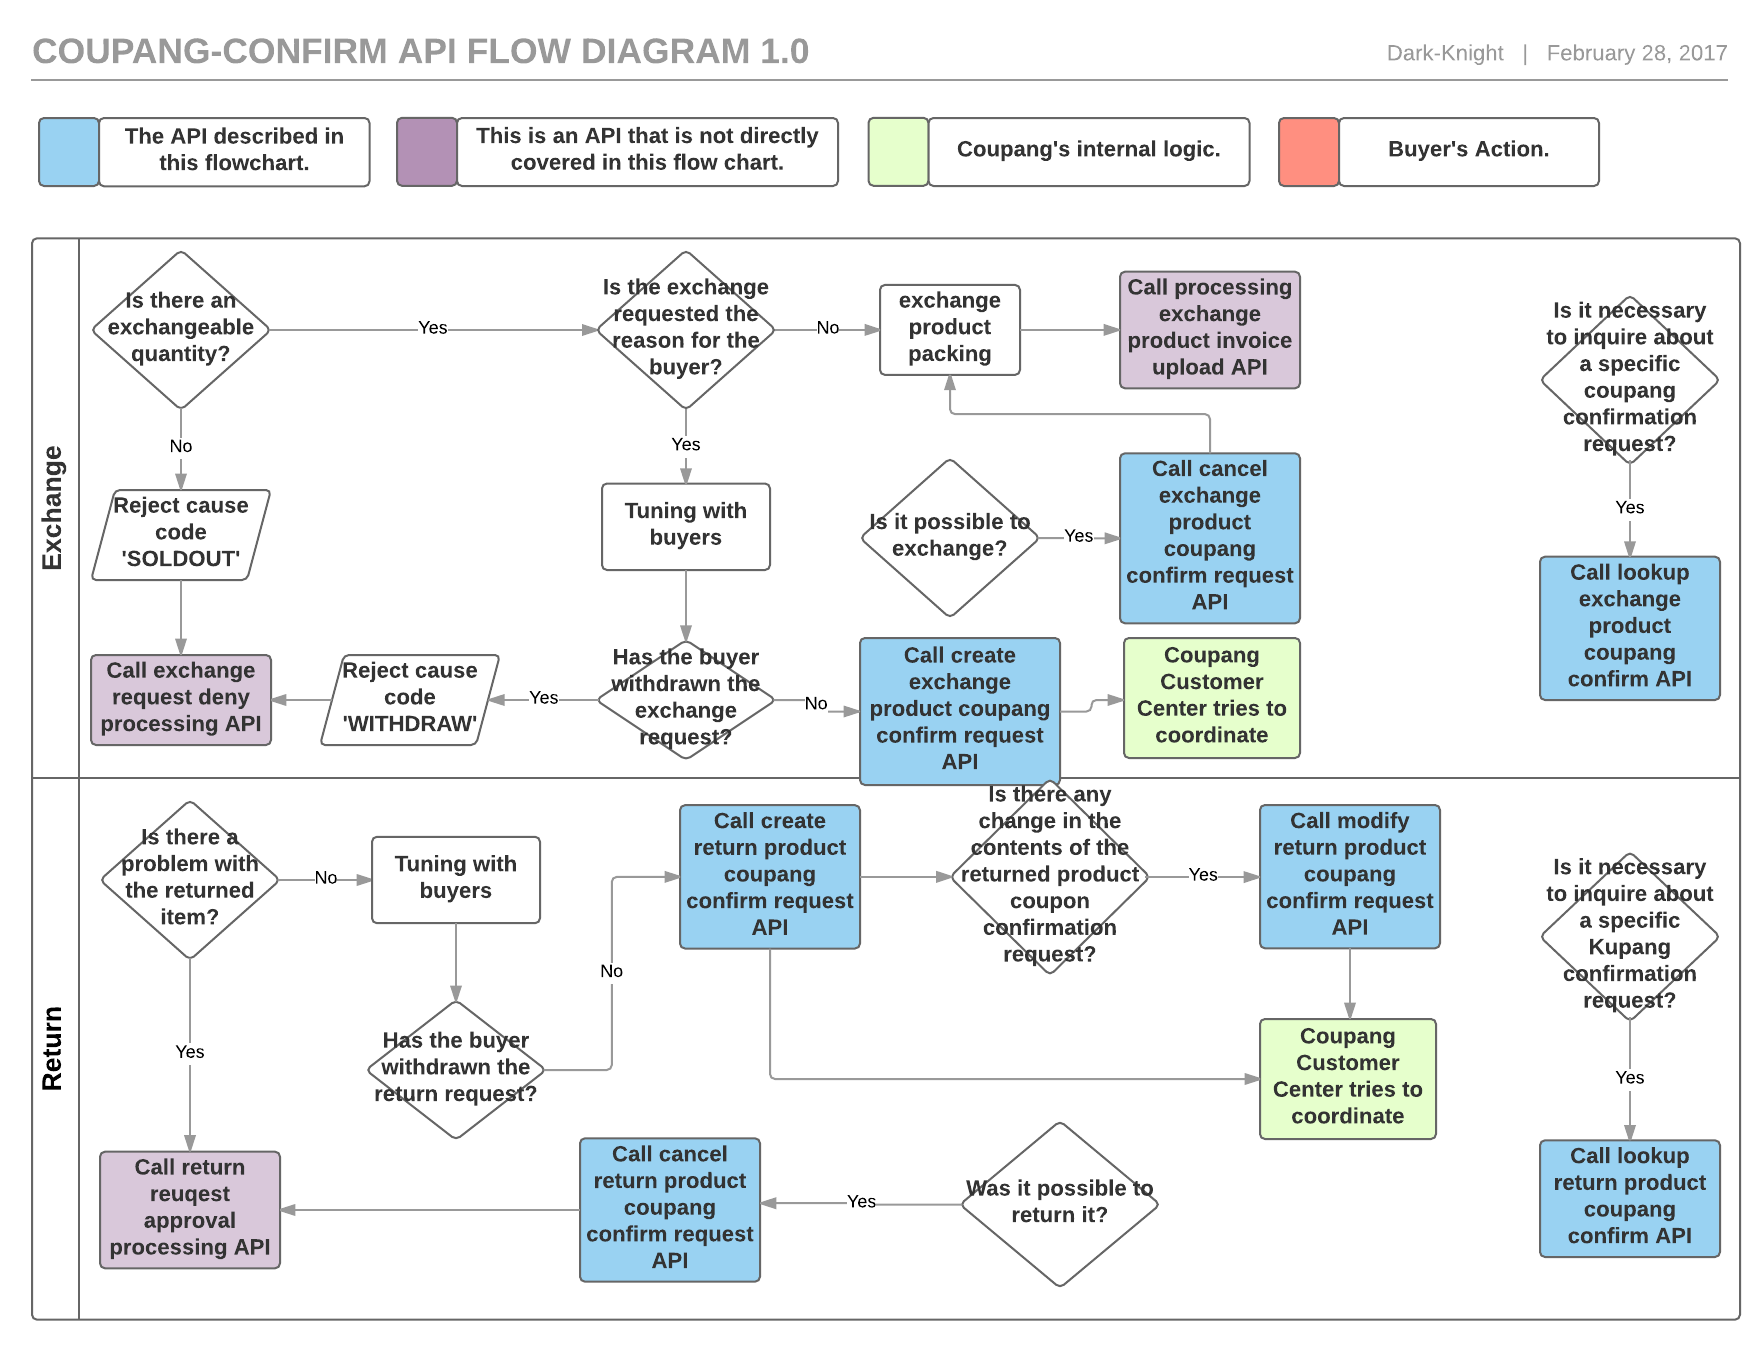 COUPANG-CONFIRM API FLOW DIAGRAM 1.0
Dark-Knight | February 28, 2017
The API described in
this flowchart.
This is an API that is not directly
covered in this flow chart.
Coupang's internal logic.
Buyer's Action.
Exchange
Is there an
exchangeable
quantity?
Yes
Is the exchange
requested the
reason for the
buyer?
No
exchange
product
packing
Call processing
exchange
product invoice
upload API
Is it necessary
to inquire about
a specific
coupang
confirmation
request?
No
Yes
Reject cause
code
'SOLDOUT'
Tuning with
buyers
Is it possible to
exchange?
Yes
Call cancel
exchange
product
coupang
confirm request
API
Yes
Call lookup
exchange
product
coupang
confirm API
Call exchange
request deny
processing API
Reject cause
code
'WITHDRAW'
Yes
Has the buyer
withdrawn the
exchange
request?
No
Call create
exchange
product coupang
confirm request
API
Coupang
Customer
Center tries to
coordinate
Return
Is there a
problem with
the returned
item?
No
Tuning with
buyers
Call create
return product
coupang
confirm request
API
Is there any
change in the
contents of the
returned product
coupon
confirmation
request?
Yes
Call modify
return product
coupang
confirm request
API
Is it necessary
to inquire about
a specific
Kupang
confirmation
request?
No
Yes
Has the buyer
withdrawn the
return request?
Coupang
Customer
Center tries to
coordinate
Yes
Call return
reuqest
approval
processing API
Call cancel
return product
coupang
confirm request
API
Yes
Was it possible to
return it?
Call lookup
return product
coupang
confirm API